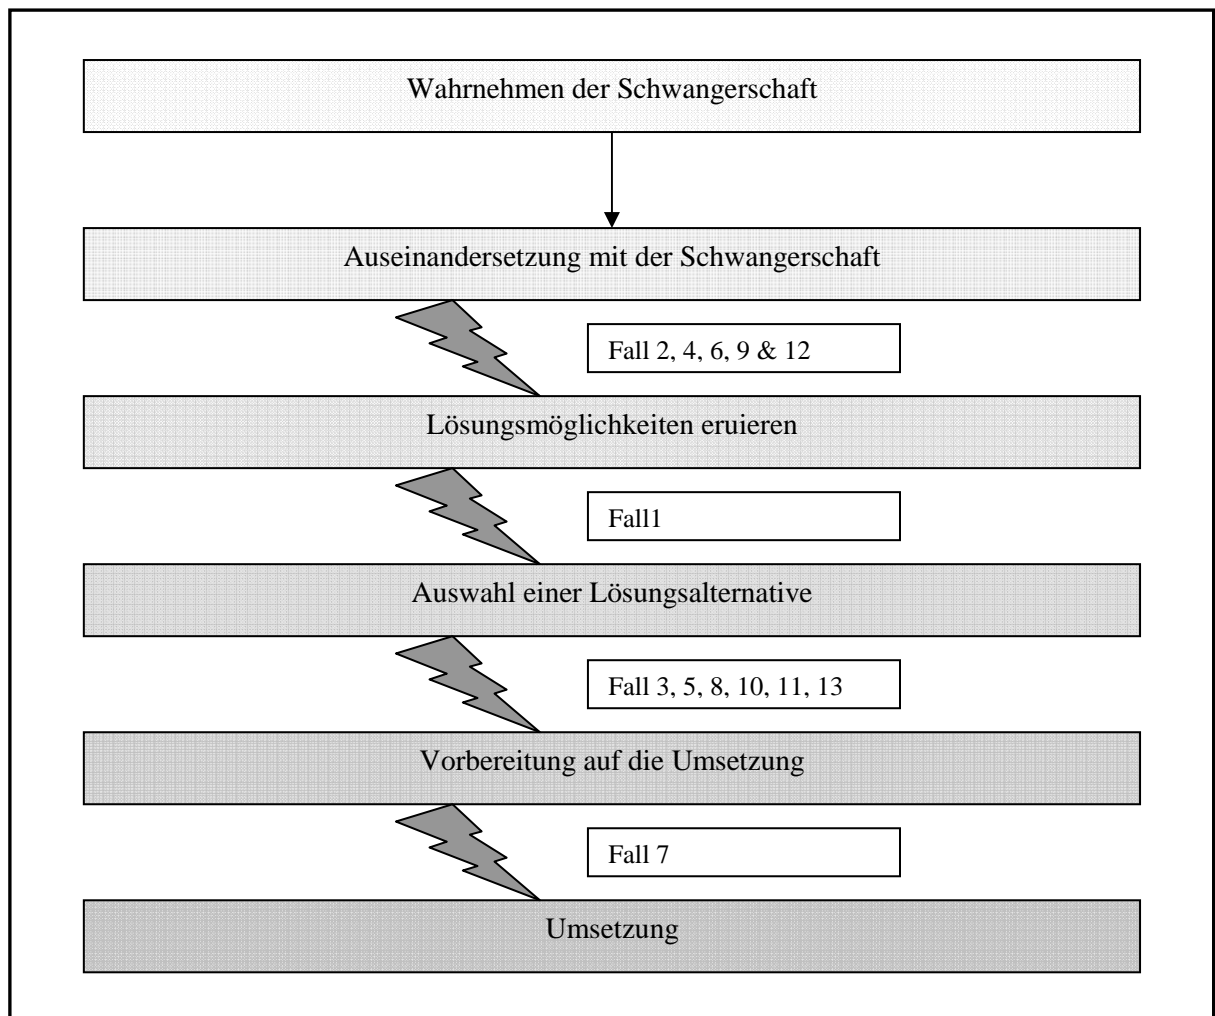 Wahrnehmen der Schwangerschaft
Auseinandersetzung mit der Schwangerschaft
Fall 2, 4, 6, 9 & 12
Lösungsmöglichkeiten eruieren
Fall1
Auswahl einer Lösungsalternative
Fall 3, 5, 8, 10, 11, 13
Vorbereitung auf die Umsetzung
Fall 7
Umsetzung